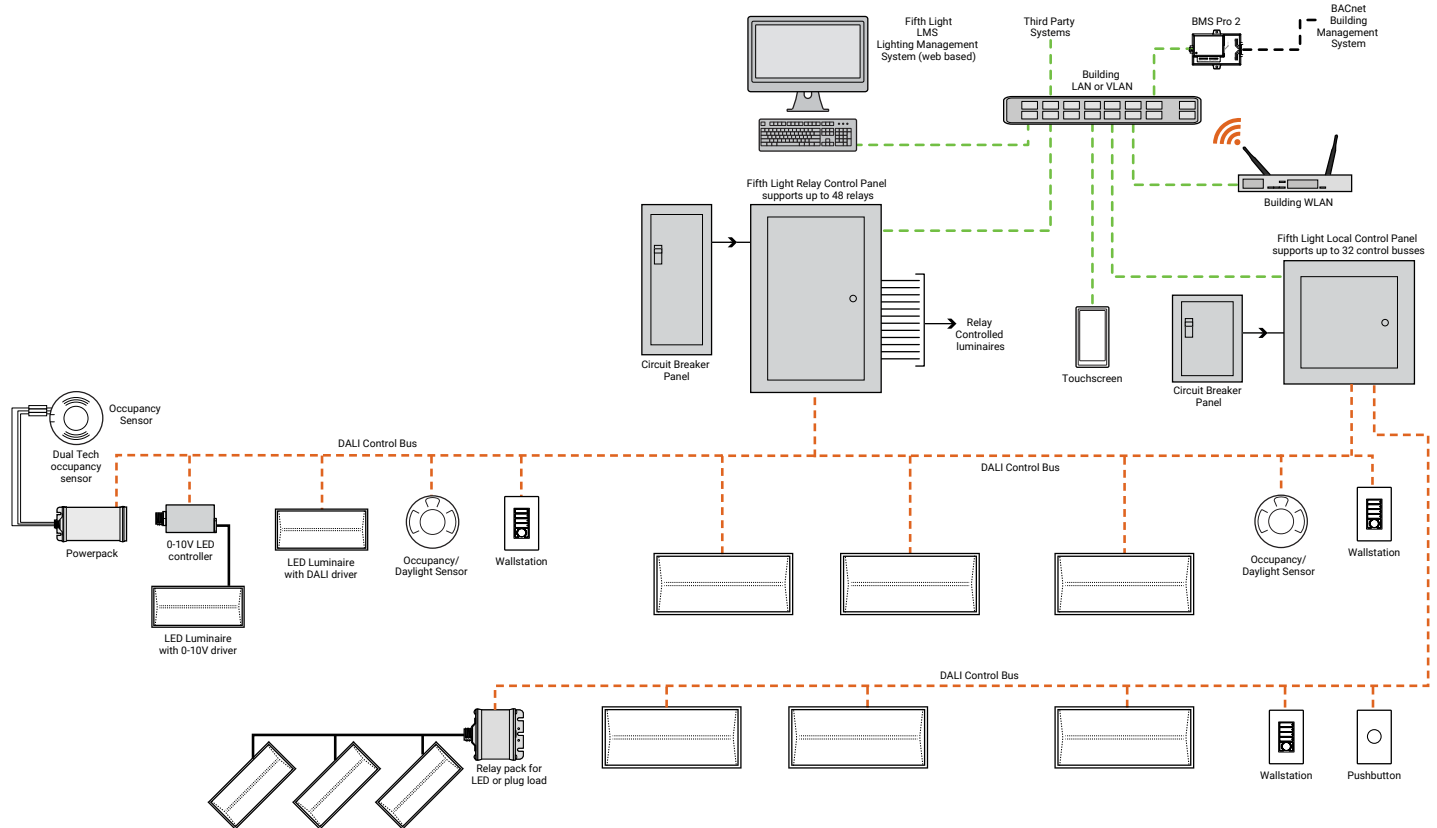 Fifth Light
LMS
Lighting Management
System (web based)
Third Party
Systems
BMS Pro 2
BACnet
Building
Management
System
Building
LAN or VLAN
Building WLAN
Fifth Light Relay Control Panel
supports up to 48 relays
Fifth Light Local Control Panel
supports up to 32 control busses
Circuit Breaker
Panel
Relay
Controlled
luminaires
Touchscreen
Circuit Breaker
Panel
Occupancy
Sensor
Dual Tech
occupancy
sensor
DALI Control Bus
DALI Control Bus
Powerpack
0-10V LED
controller
LED Luminaire
with DALI driver
Occupancy/
Daylight Sensor
Wallstation
Occupancy/
Daylight Sensor
Wallstation
LED Luminaire
with 0-10V driver
DALI Control Bus
Relay pack for
LED or plug load
Wallstation
Pushbutton